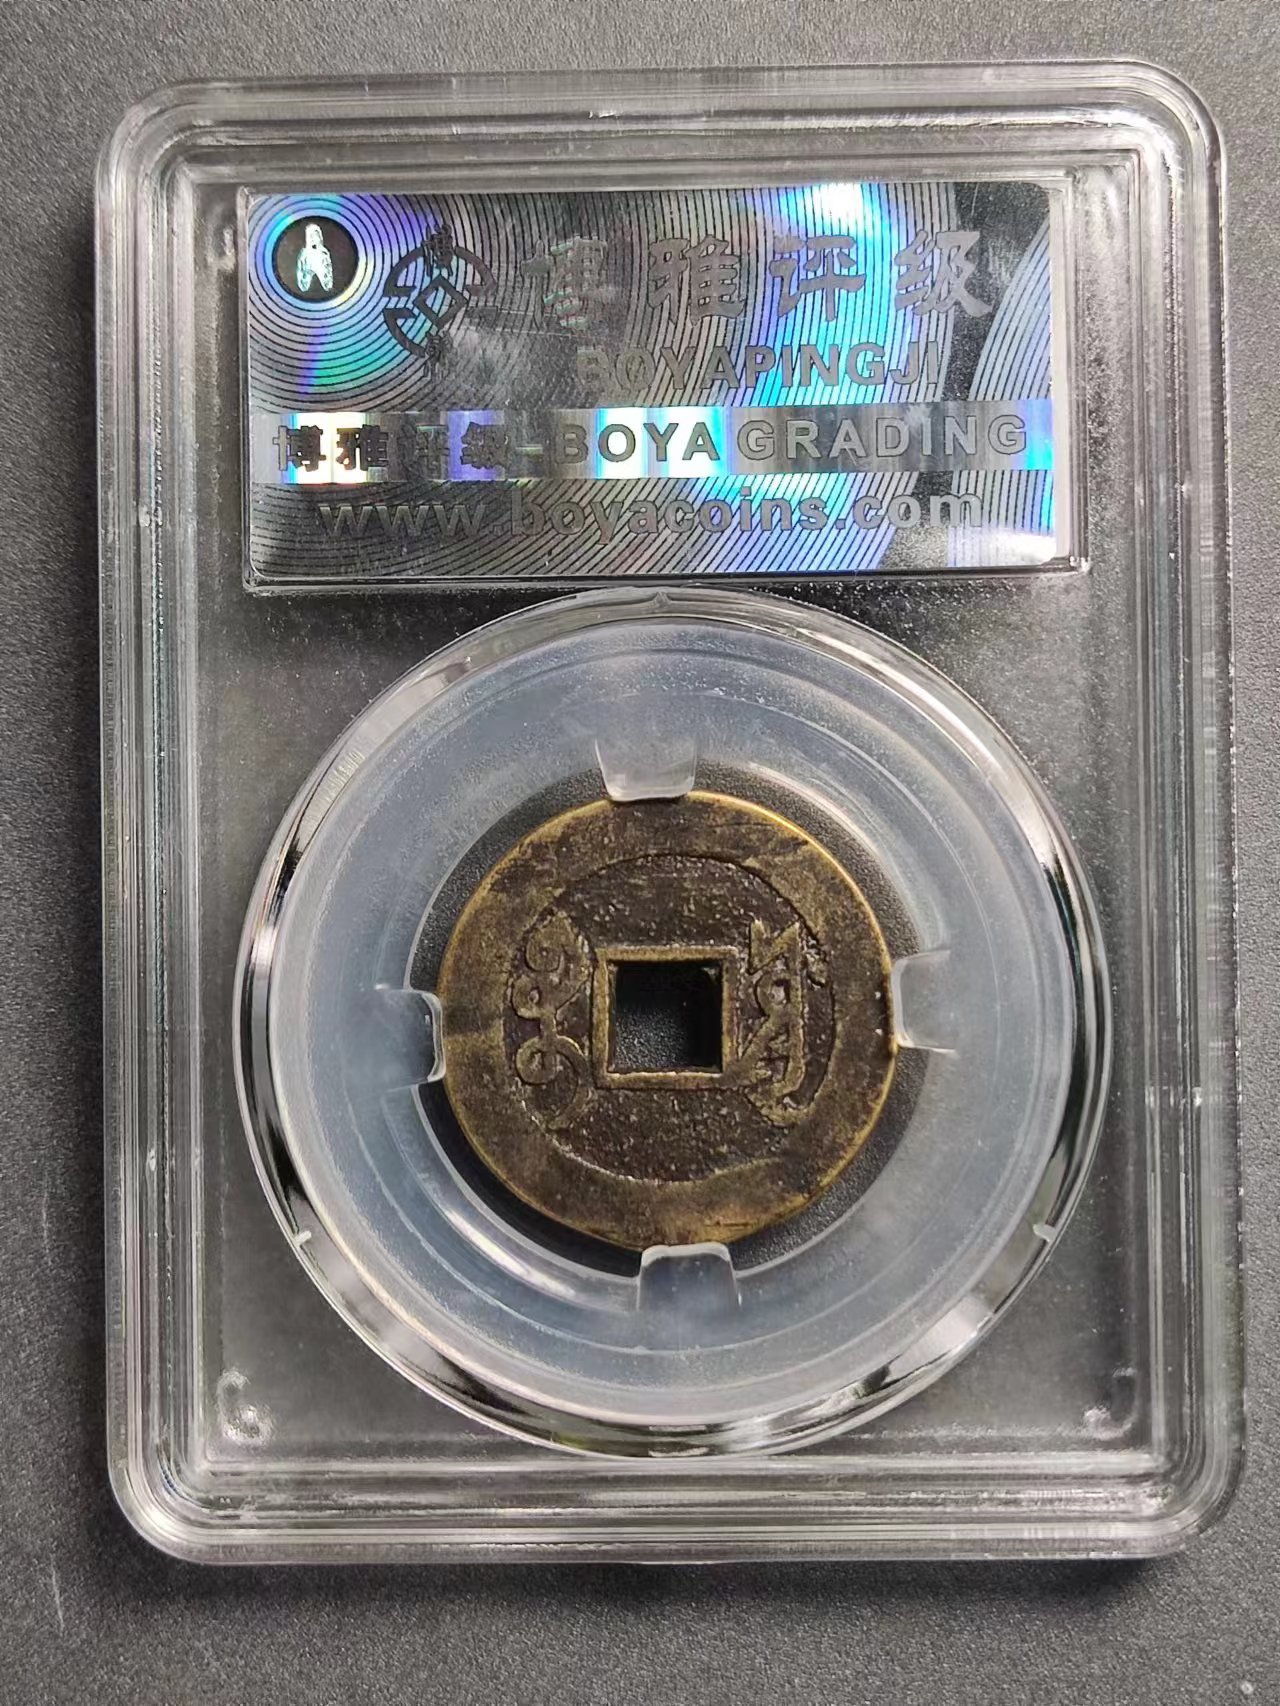 博雅评级
BOYAPINGJI
博雅评级-BOYA GRADING
www.boyacoins.com